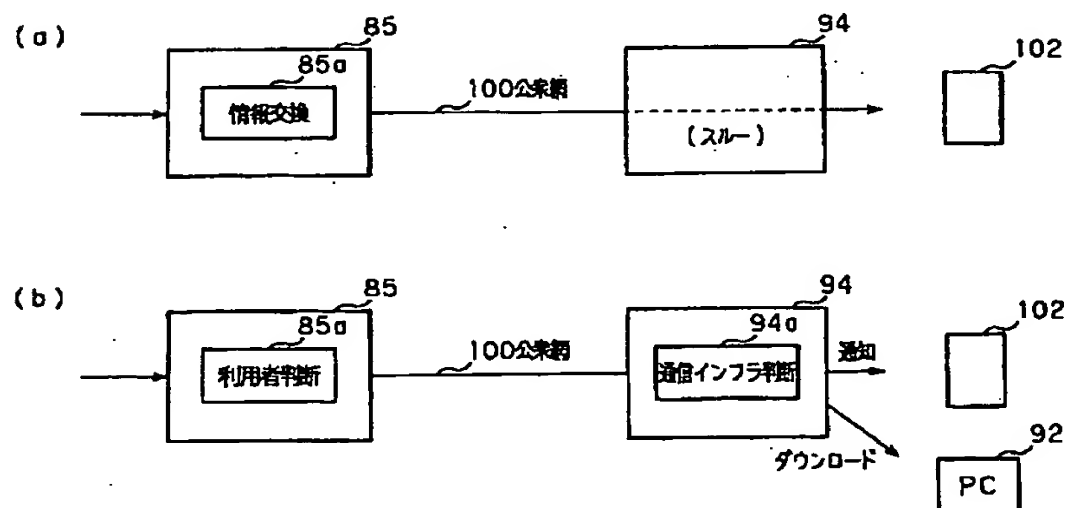 (a)
85
85a
情報交換
100公衆網
94
(スルー)
102
(b)
85
85a
利用者判断
100公衆網
94
94a
通信インフラ判断
通知
102
ダウンロード
92
PC